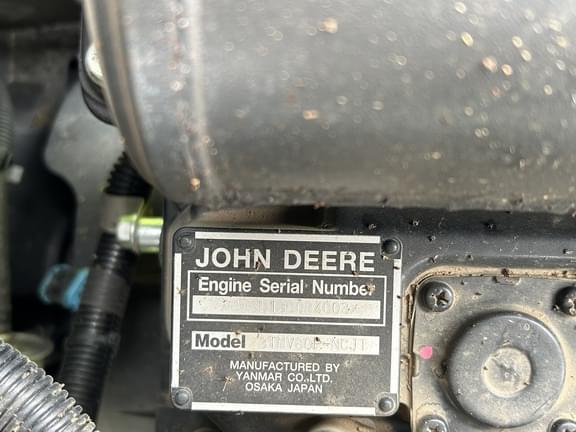 JOHN DEERE
Engine Serial Number
Model
MANUFACTURED BY
YANMAR CO.,LTD.
OSAKA JAPAN